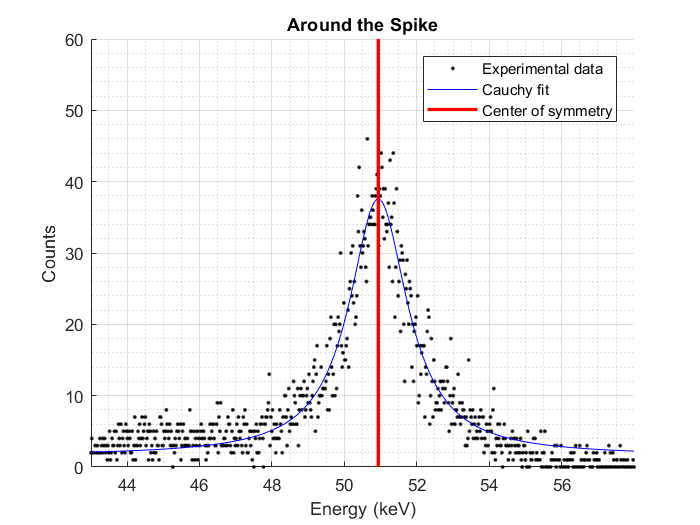 Around the Spike
Experimental data
Cauchy fit
Center of symmetry
60
50
40
30
20
10
0
Counts
44 46 48 50 52 54 56
Energy (keV)